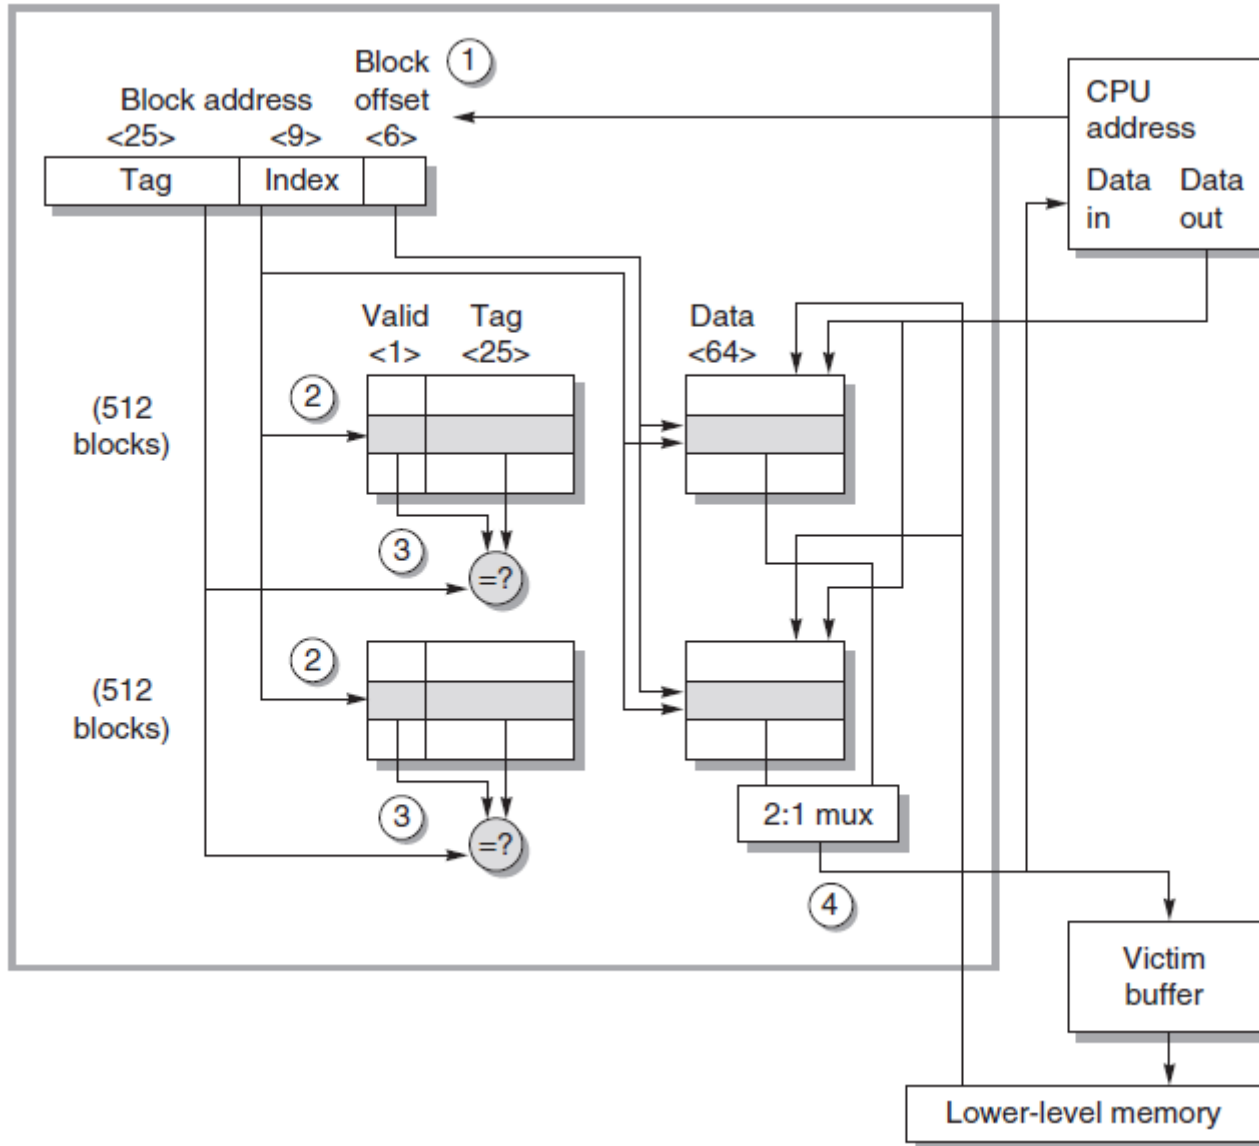 Block 1
Block address offset
<25> <9> <6>
Tag Index
CPU
address
Data Data
in out
Valid Tag Data
<1> <25> <64>
(512
blocks)
2
3
=?
(512
blocks)
2
3
=?
2:1 mux
4
Victim
buffer
Lower-level memory